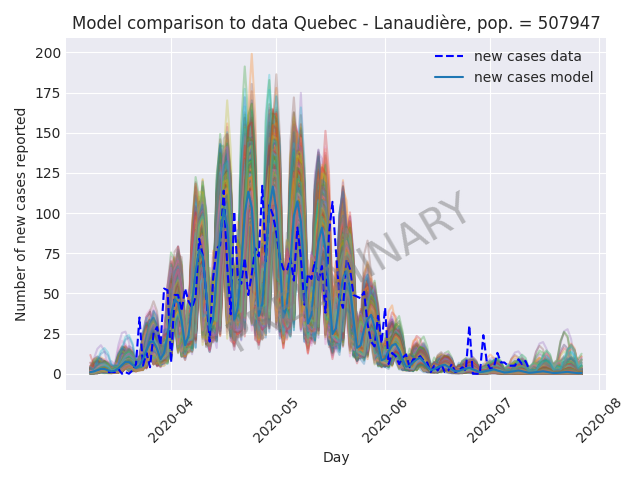 Model comparison to data Quebec - Lanaudière, pop. = 507947
new cases data
new cases model
Number of new cases reported
200
175
150
125
100
75
50
25
0
2020-04
2020-05
2020-06
2020-07
2020-08
Day